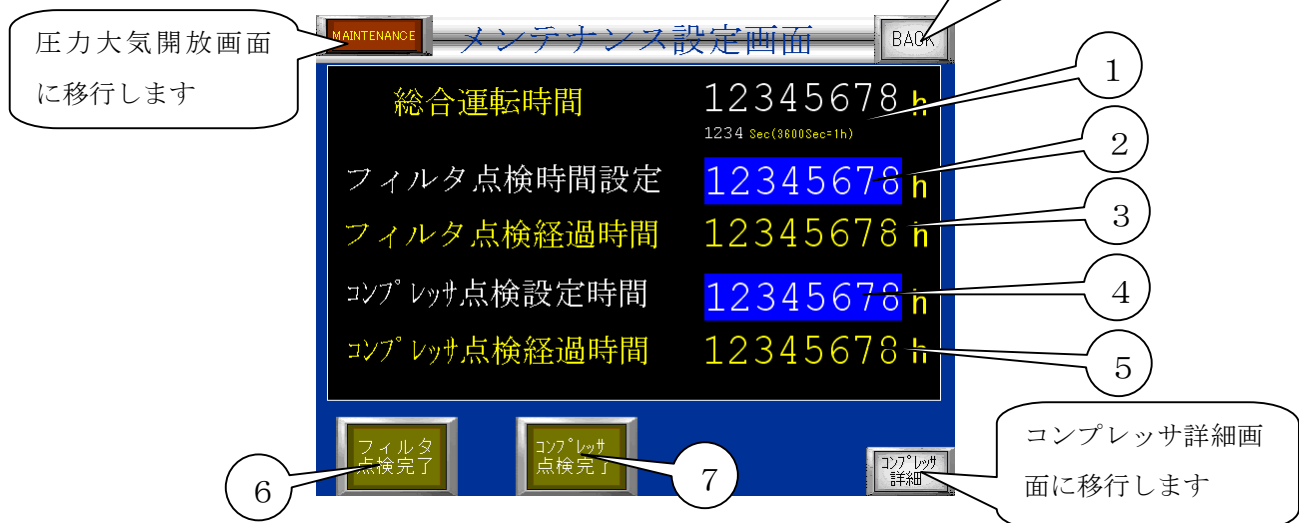 圧力大気開放画面
に移行します
MAINTENANCE
メンテナンス設定画面
BACK
総合運転時間 12345678 h
1234 Sec(3600Sec=1h)
フィルタ点検時間設定 12345678 h
フィルタ点検経過時間 12345678 h
コンプレッサ点検設定時間 12345678 h
コンプレッサ点検経過時間 12345678 h
1
2
3
4
5
フィルタ
点検完了
コンプレッサ
点検完了
コンプレッサ
詳細
6
7
コンプレッサ詳細画
面に移行します